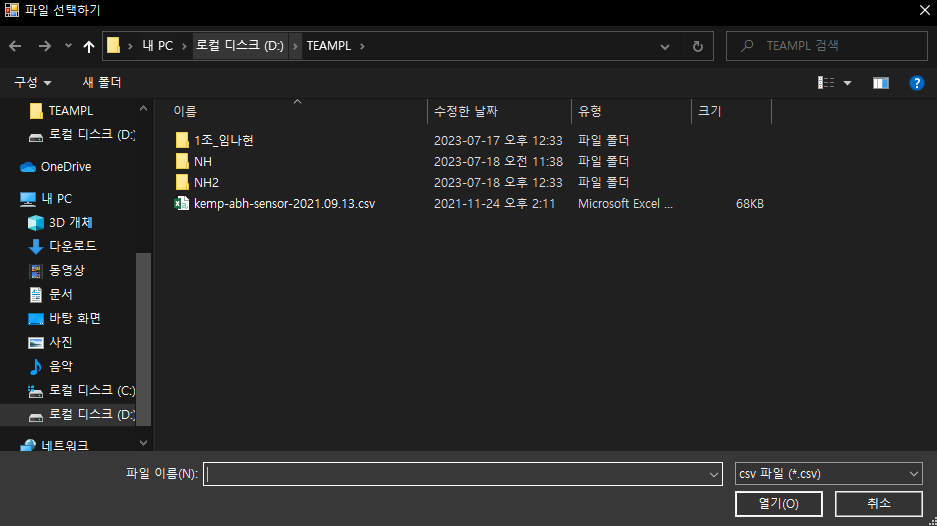 파일 선택하기
내 PC
로컬 디스크 (D:)
TEAMPL
TEAMPL 검색
구성
새 폴더
이름
수정한 날짜
유형
크기
TEAMPL
로컬 디스크 (D:)
OneDrive
내 PC
3D 개체
다운로드
동영상
문서
바탕 화면
사진
음악
로컬 디스크 (C:)
로컬 디스크 (D:)
네트워크
1조_임나현 2023-07-17 오후 12:33 파일 폴더
NH 2023-07-18 오전 11:38 파일 폴더
NH2 2023-07-18 오후 12:33 파일 폴더
kemp-abh-sensor-2021.09.13.csv 2021-11-24 오후 2:11 Microsoft Excel ... 68KB
파일 이름(N):
csv 파일 (*.csv)
열기(O)
취소